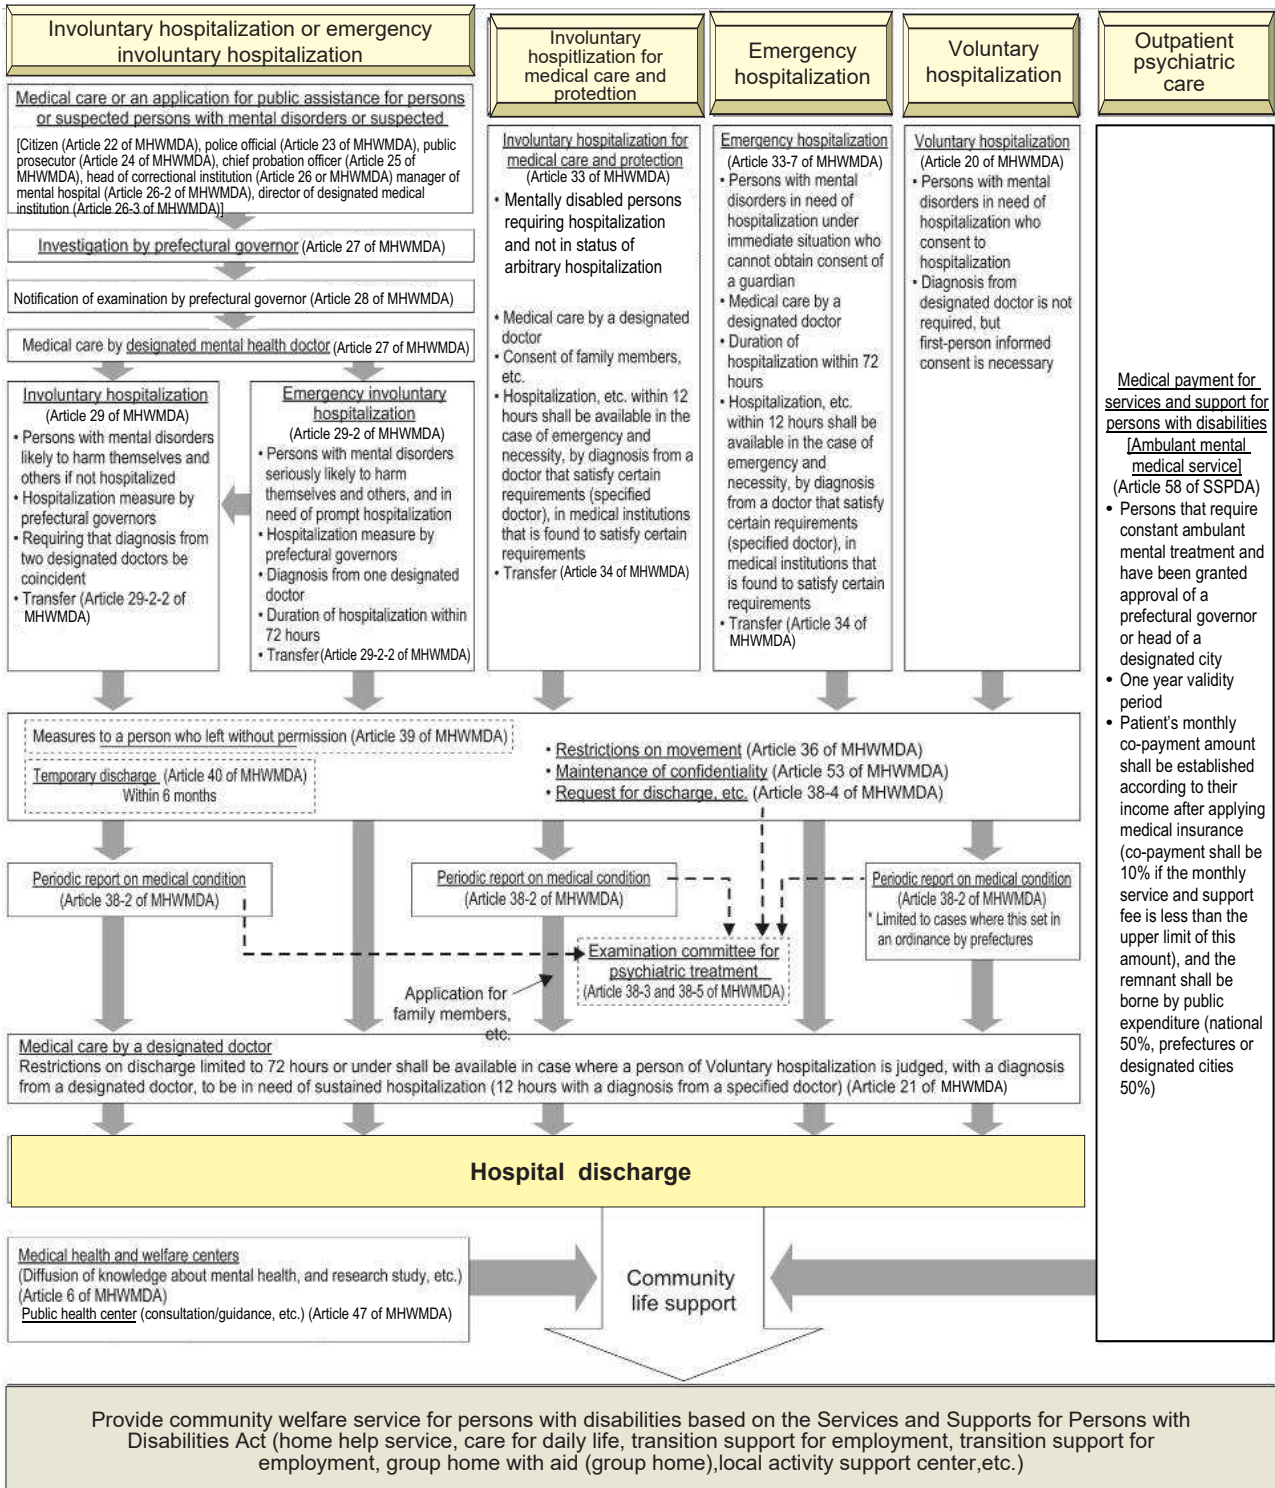 Involuntary hospitalization or emergency
involuntary hospitalization
Involuntary
hospitlization for
medical care and
protedtion
Emergency
hospitalization
Voluntary
hospitalization
Outpatient
psychiatric
care
Medical care or an application for public assistance for persons
or suspected persons with mental disorders or suspected
[Citizen (Article 22 of MHWMDA), police official (Article 23 of MHWMDA), public
prosecutor (Article 24 of MHWMDA), chief probation officer (Article 25 of
MHWMDA), head of correctional institution (Article 26 or MHWMDA) manager of
mental hospital (Article 26-2 of MHWMDA), director of designated medical
institution (Article 26-3 of MHWMDA)]
Investigation by prefectural governor (Article 27 of MHWMDA)
Notification of examination by prefectural governor (Article 28 of MHWMDA)
Medical care by designated mental health doctor (Article 27 of MHWMDA)
Involuntary hospitalization
(Article 29 of MHWMDA)
• Persons with mental disorders
likely to harm themselves and
others if not hospitalized
• Hospitalization measure by
prefectural governors
• Requiring that diagnosis from
two designated doctors be
coincident
• Transfer (Article 29-2-2 of
MHWMDA)
Emergency involuntary
hospitalization
(Article 29-2 of MHWMDA)
• Persons with mental disorders
seriously likely to harm
themselves and others, and in
need of prompt hospitalization
• Hospitalization measure by
prefectural governors
• Diagnosis from one designated
doctor
• Duration of hospitalization within
72 hours
• Transfer (Article 29-2-2 of MHWMDA)
Involuntary hospitalization for
medical care and protection
(Article 33 of MHWMDA)
• Mentally disabled persons
requiring hospitalization
and not in status of
arbitrary hospitalization
• Medical care by a designated
doctor
• Consent of family members,
etc.
• Hospitalization, etc. within 12
hours shall be available in the
case of emergency and
necessity, by diagnosis from a
doctor that satisfy certain
requirements (specified
doctor), in medical institutions
that is found to satisfy certain
requirements
• Transfer (Article 34 of MHWMDA)
Emergency hospitalization
(Article 33-7 of MHWMDA)
• Persons with mental
disorders in need of
hospitalization under
immediate situation who
cannot obtain consent of
a guardian
• Medical care by a
designated doctor
• Duration of
hospitalization within 72
hours
• Hospitalization, etc.
within 12 hours shall be
available in the case of
emergency and
necessity, by diagnosis
from a doctor that satisfy
certain requirements
(specified doctor), in
medical institutions that
is found to satisfy certain
requirements
• Transfer (Article 34 of
MHWMDA)
Voluntary hospitalization
(Article 20 of MHWMDA)
• Persons with mental
disorders in need of
hospitalization who
consent to
hospitalization
• Diagnosis from
designated doctor is not
required, but
first-person informed
consent is necessary
Medical payment for
services and support for
persons with disabilities
[Ambulant mental
medical service]
(Article 58 of SSPDA)
• Persons that require
constant ambulant
mental treatment and
have been granted
approval of a
prefectural governor
or head of a
designated city
• One year validity
period
• Patient's monthly
co-payment amount
shall be established
according to their
income after applying
medical insurance
(co-payment shall be
10% if the monthly
service and support
fee is less than the
upper limit of this
amount), and the
remnant shall be
borne by public
expenditure (national
50%, prefectures or
designated cities
50%)
Measures to a person who left without permission (Article 39 of MHWMDA)
Temporary discharge (Article 40 of MHWMDA)
Within 6 months
• Restrictions on movement (Article 36 of MHWMDA)
• Maintenance of confidentiality (Article 53 of MHWMDA)
• Request for discharge, etc. (Article 38-4 of MHWMDA)
Periodic report on medical condition
(Article 38-2 of MHWMDA)
Periodic report on medical condition
(Article 38-2 of MHWMDA)
Periodic report on medical condition
(Article 38-2 of MHWMDA)
* Limited to cases where this set in
an ordinance by prefectures
Examination committee for
psychiatric treatment
(Article 38-3 and 38-5 of MHWMDA)
Application for
family members,
etc.
Medical care by a designated doctor
Restrictions on discharge limited to 72 hours or under shall be available in case where a person of Voluntary hospitalization is judged, with a diagnosis
from a designated doctor, to be in need of sustained hospitalization (12 hours with a diagnosis from a specified doctor) (Article 21 of MHWMDA)
Hospital discharge
Medical health and welfare centers
(Diffusion of knowledge about mental health, and research study, etc.)
(Article 6 of MHWMDA)
Public health center (consultation/guidance, etc.) (Article 47 of MHWMDA)
Community
life support
Provide community welfare service for persons with disabilities based on the Services and Supports for Persons with
Disabilities Act (home help service, care for daily life, transition support for employment, transition support for
employment, group home with aid (group home),local activity support center,etc.)